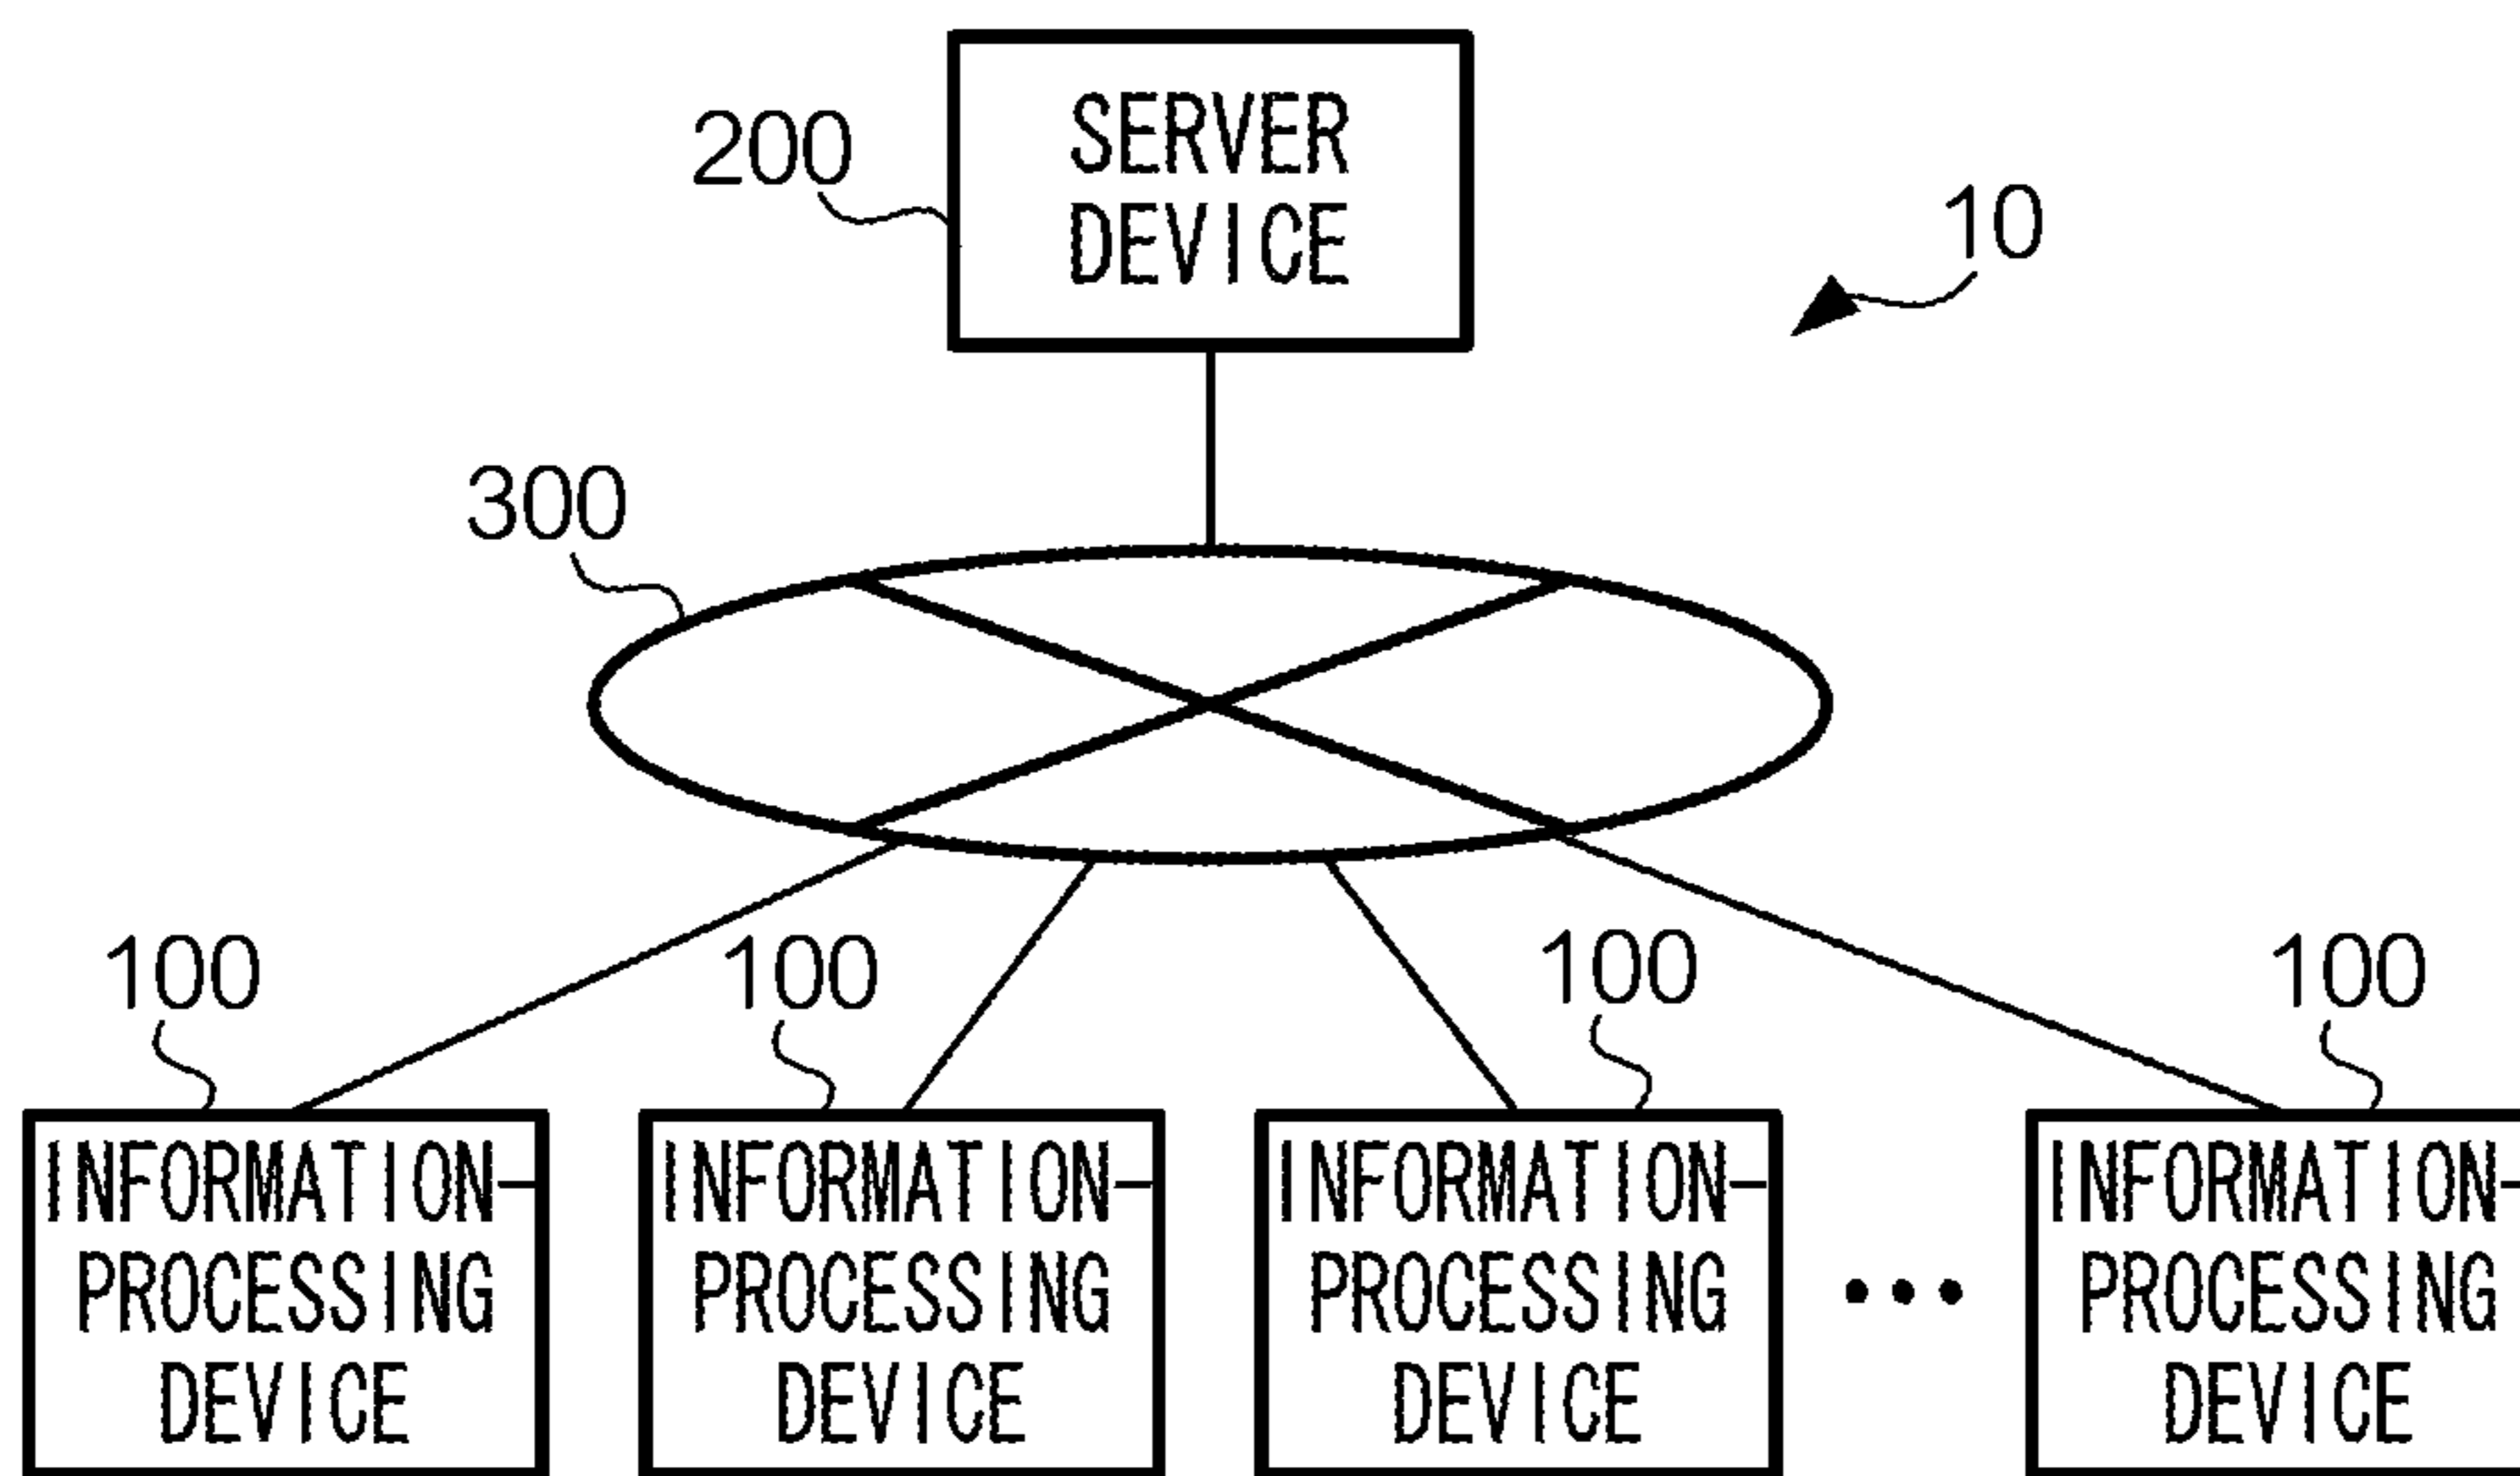 200
SERVER
DEVICE
10
300
100
100
100
100
INFORMATION-
PROCESSING
DEVICE
INFORMATION-
PROCESSING
DEVICE
INFORMATION-
PROCESSING
DEVICE
•••
INFORMATION-
PROCESSING
DEVICE